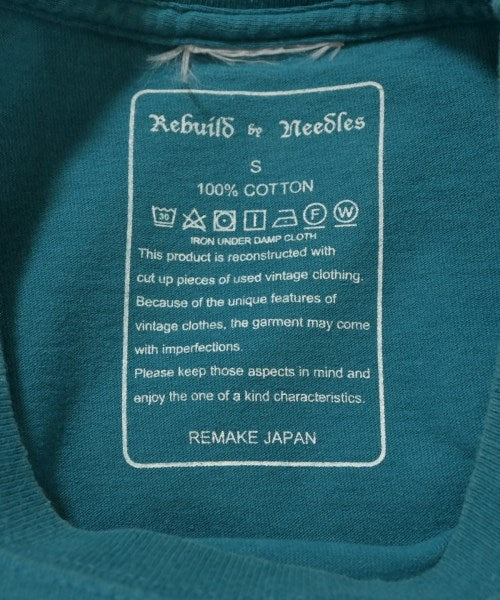 Rebuild by Needles
S
100% COTTON
30 F W
IRON UNDER DAMP CLOTH
This product is reconstructed with
cut up pieces of used vintage clothing.
Because of the unique features of
vintage clothes, the garment may come
with imperfections.
Please keep those aspects in mind and
enjoy the one of a kind characteristics.
REMAKE JAPAN